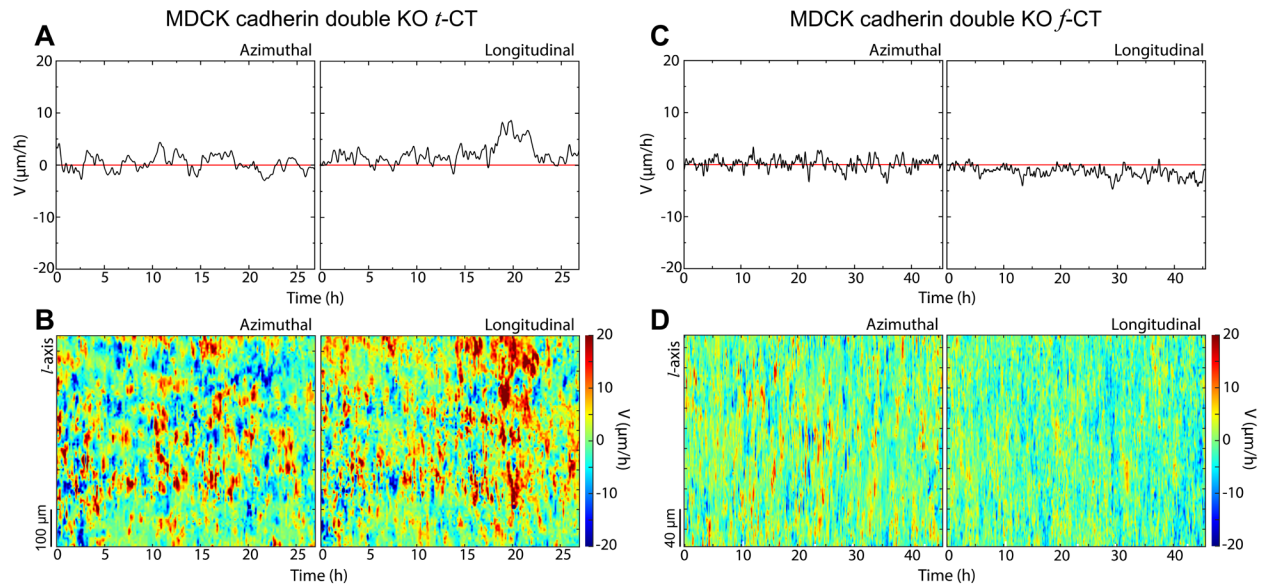 MDCK cadherin double KO t-CT
MDCK cadherin double KO f-CT
A
Azimuthal
Longitudinal
20
10
0
-10
-20
V (µm/h)
0 5 10 15 20 25
0 5 10 15 20 25
Time (h)
C
Azimuthal
Longitudinal
20
10
0
-10
-20
V (µm/h)
0 10 20 30 40
0 10 20 30 40
Time (h)
B
Azimuthal
Longitudinal
l-axis
100 µm
0 5 10 15 20 25
0 5 10 15 20 25
Time (h)
20
10
0
-10
-20
V (µm/h)
D
Azimuthal
Longitudinal
l-axis
40 µm
0 10 20 30 40
0 10 20 30 40
Time (h)
20
10
0
-10
-20
V (µm/h)